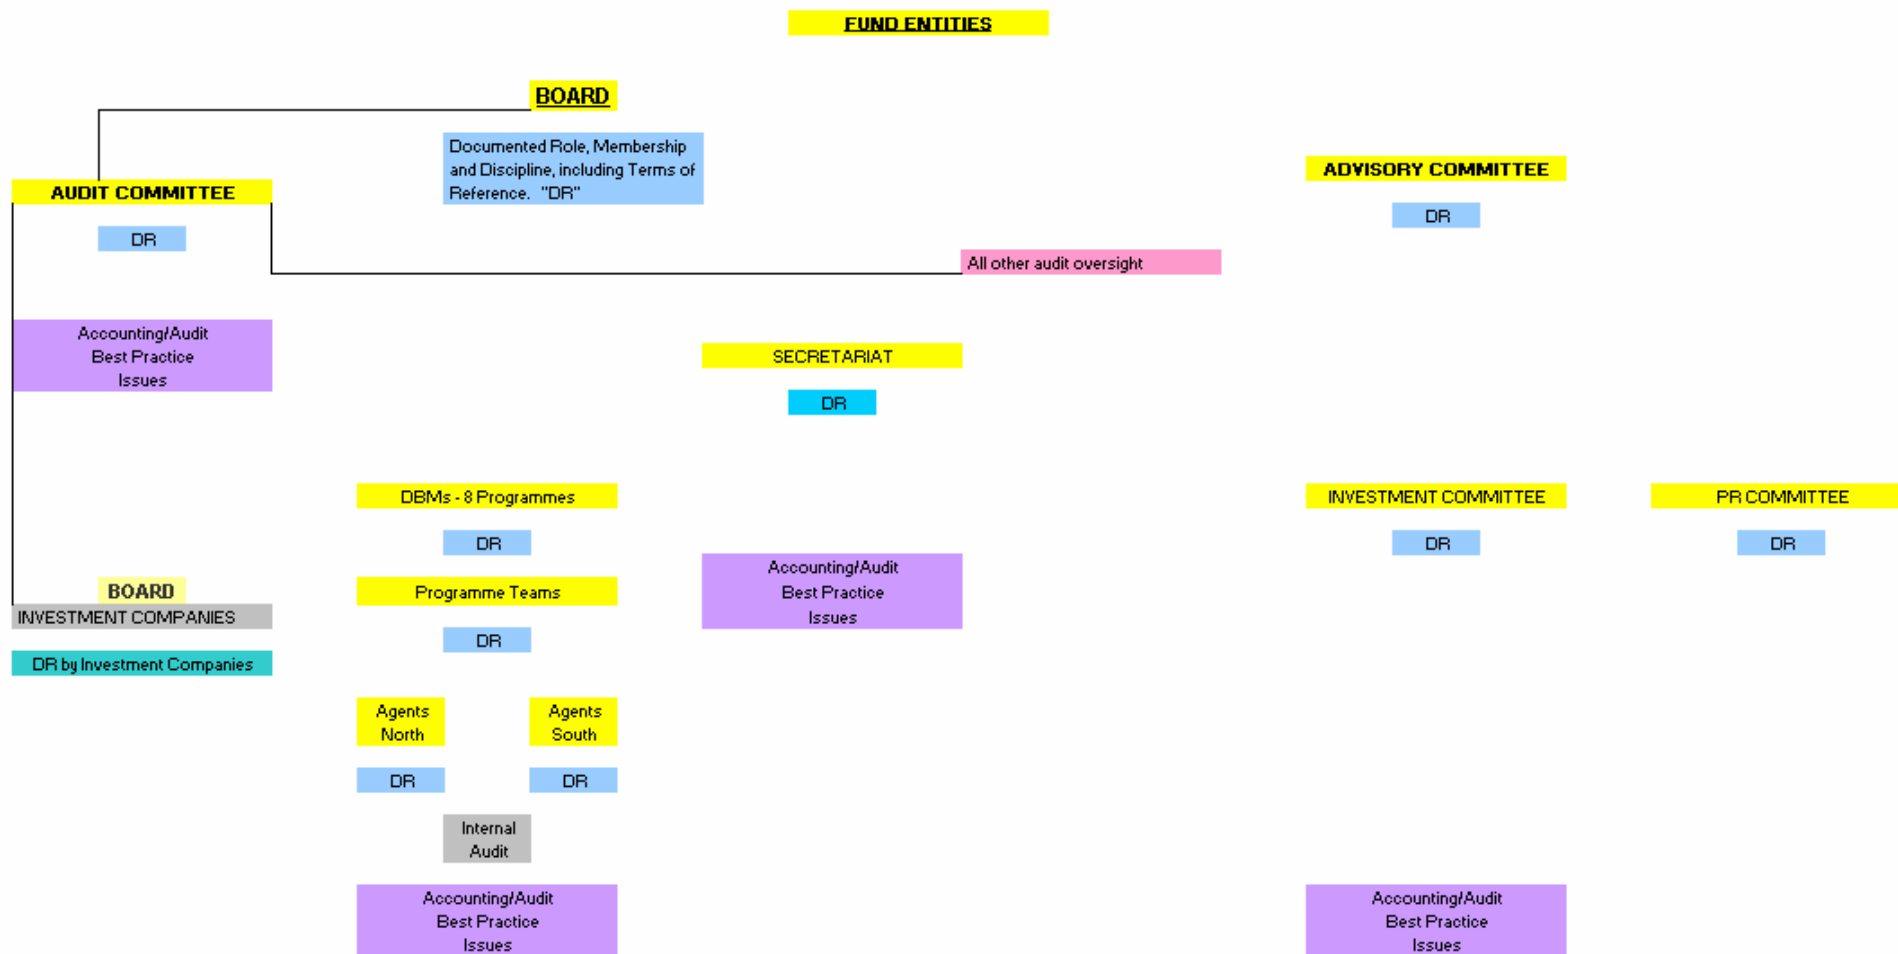 FUND ENTITIES
BOARD
Documented Role, Membership
and Discipline, including Terms of
Reference. "DR"
ADVISORY COMMITTEE
DR
AUDIT COMMITTEE
DR
All other audit oversight
Accounting/Audit
Best Practice
Issues
SECRETARIAT
DR
DBMs - 8 Programmes
DR
INVESTMENT COMMITTEE
DR
PR COMMITTEE
DR
Accounting/Audit
Best Practice
Issues
BOARD
INVESTMENT COMPANIES
DR by Investment Companies
Programme Teams
DR
Agents
North
Agents
South
DR
DR
Internal
Audit
Accounting/Audit
Best Practice
Issues
Accounting/Audit
Best Practice
Issues